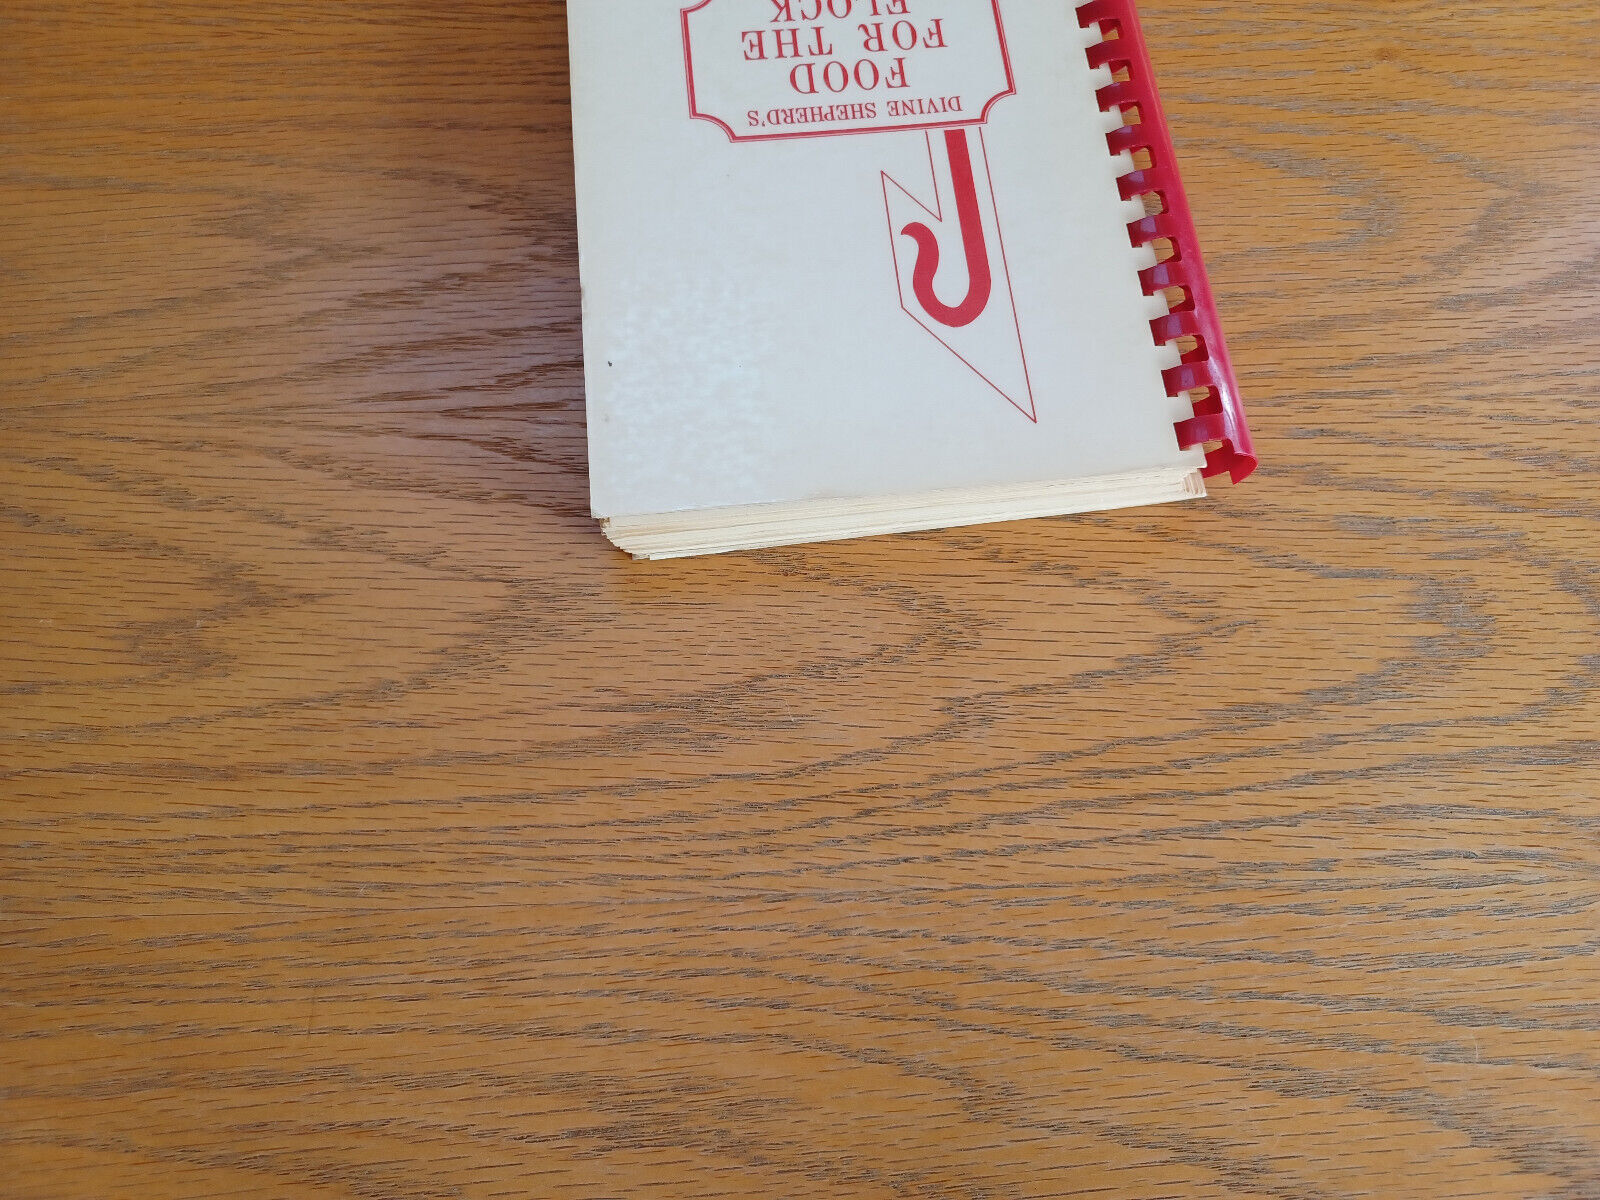 DIVINE SHEPHERD'S
FOOD
FOR THE
FLOCK